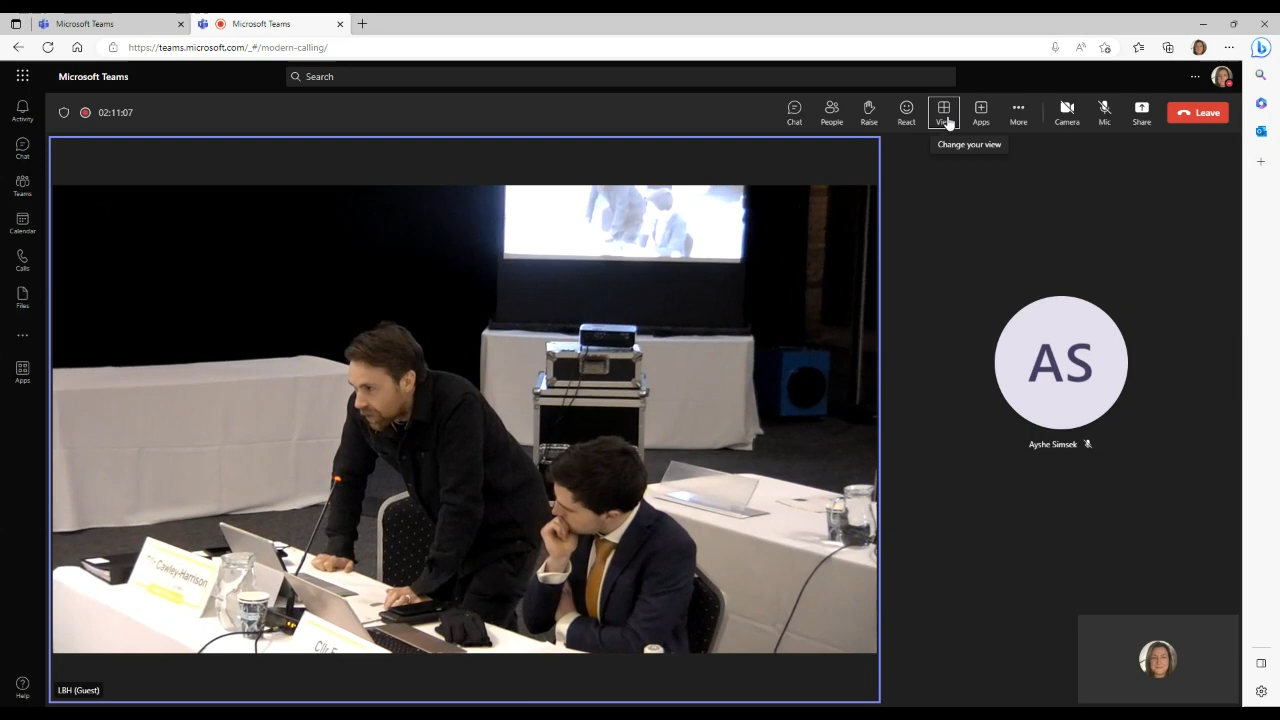 Microsoft Teams
Microsoft Teams
https://teams.microsoft.com/_#/modern-calling/
Microsoft Teams
Search
02:11:07
Chat
People
Raise
React
View
Apps
More
Camera
Mic
Share
Leave
Change your view
Activity
Chat
Teams
Calendar
Calls
Files
Apps
Help
AS
Ayshe Simsek
Cawley-Harrison
Cllr
LBH (Guest)